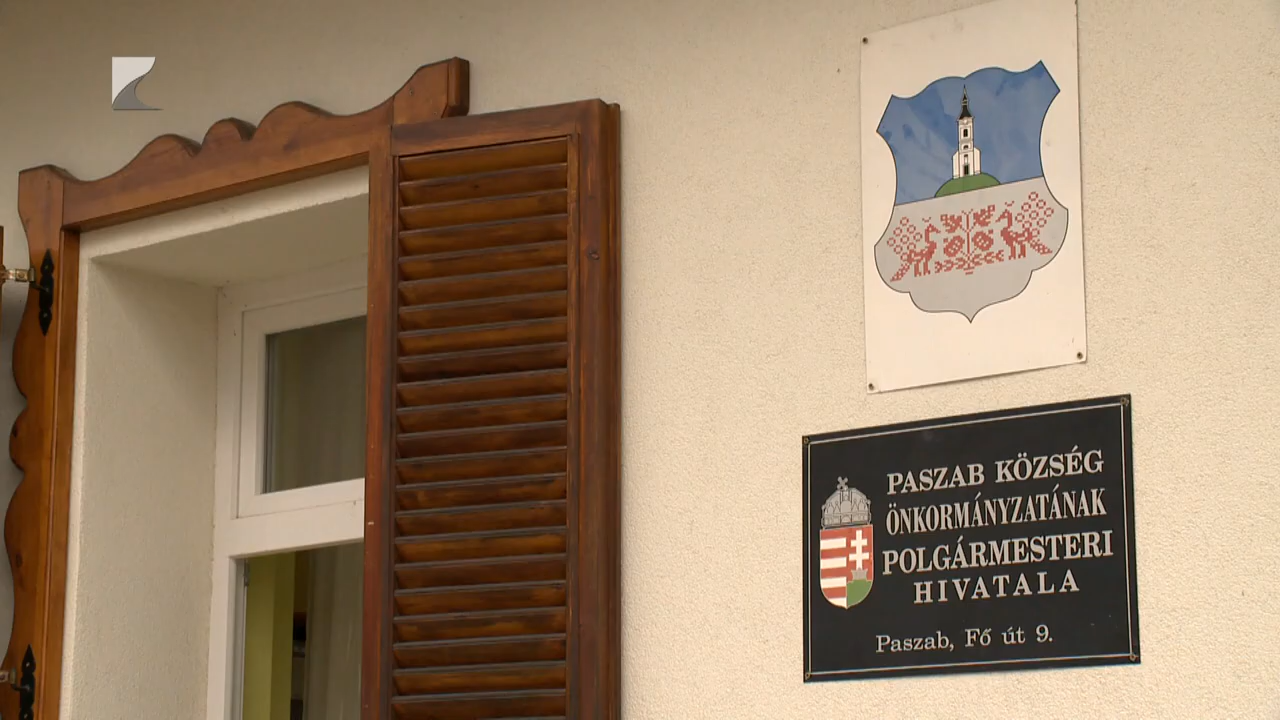 PASZAB KÖZSÉG
ÖNKORMÁNYZATÁNAK
POLGÁRMESTERI
HIVATALA
Paszab, Fő út 9.